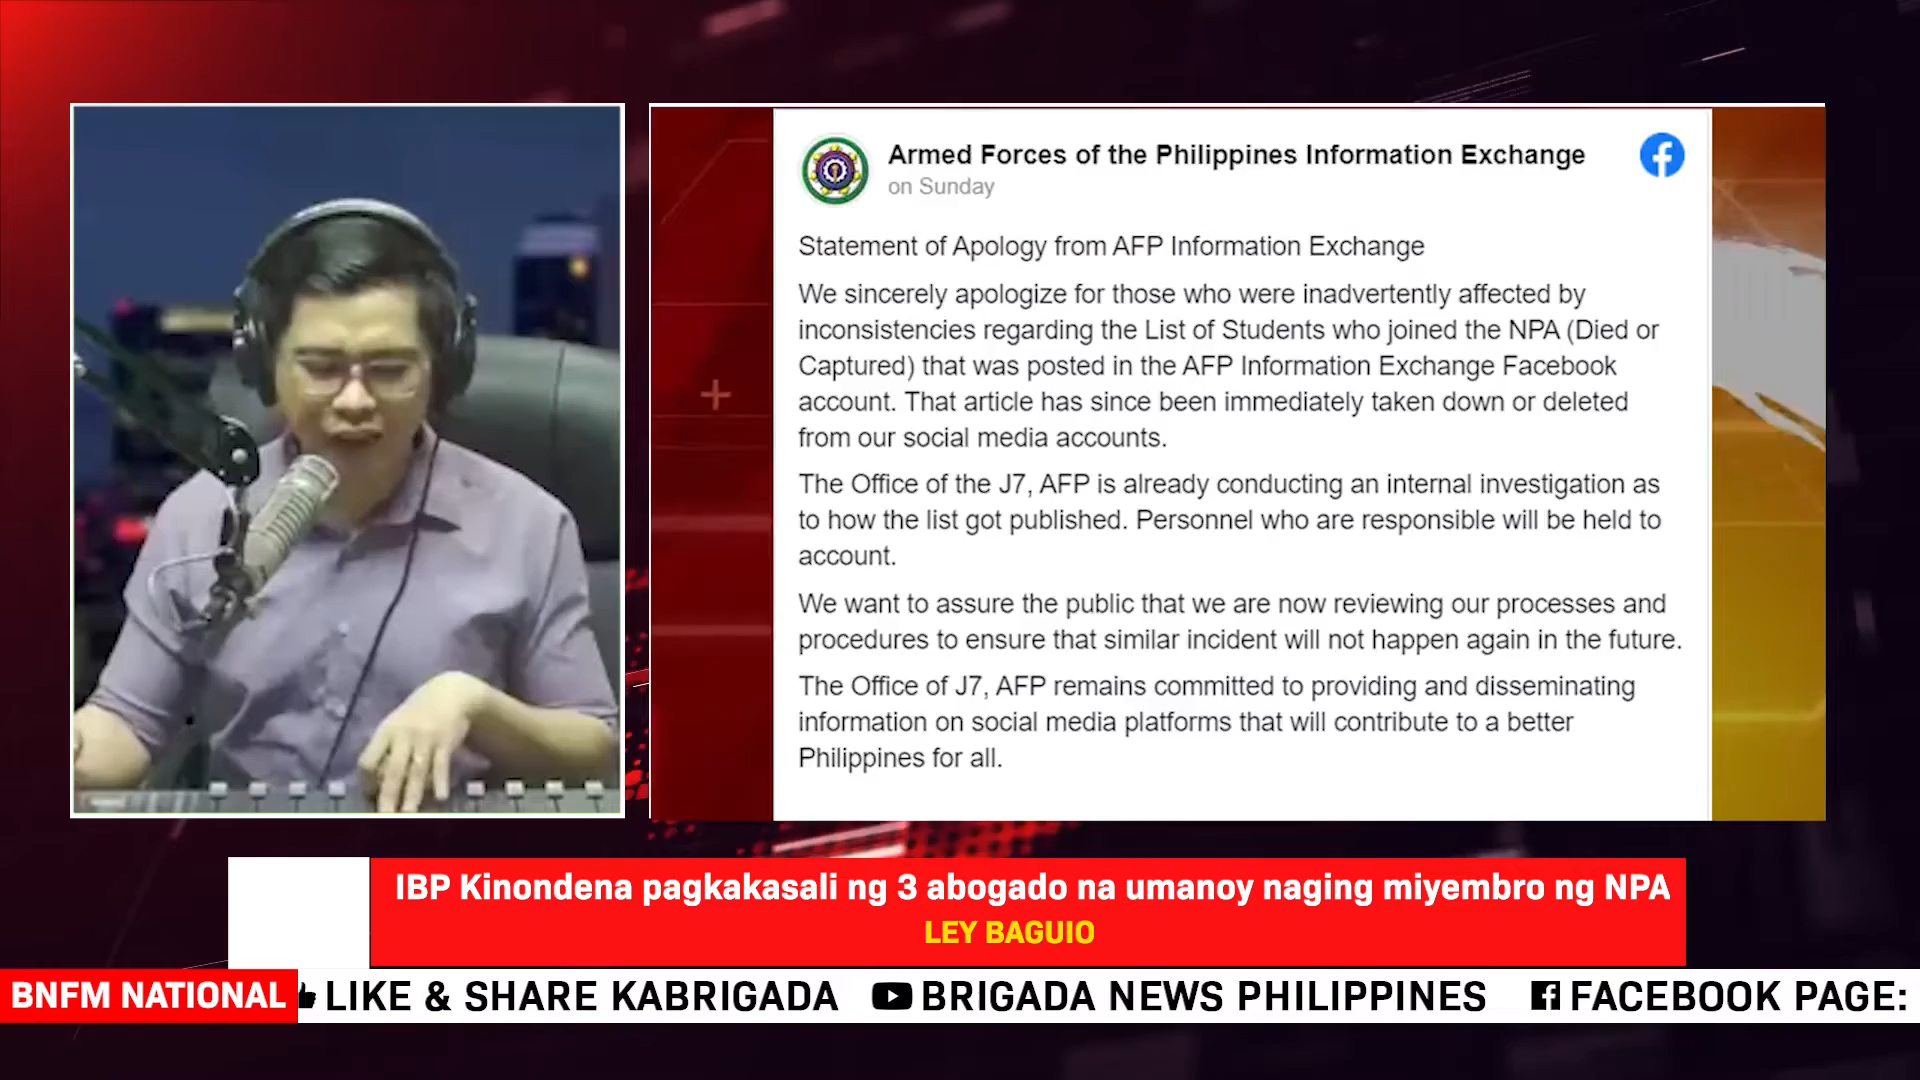 Armed Forces of the Philippines Information Exchange
on Sunday
Statement of Apology from AFP Information Exchange
We sincerely apologize for those who were inadvertently affected by
inconsistencies regarding the List of Students who joined the NPA (Died or
Captured) that was posted in the AFP Information Exchange Facebook
account. That article has since been immediately taken down or deleted
from our social media accounts.
The Office of the J7, AFP is already conducting an internal investigation as
to how the list got published. Personnel who are responsible will be held to
account.
We want to assure the public that we are now reviewing our processes and
procedures to ensure that similar incident will not happen again in the future.
The Office of J7, AFP remains committed to providing and disseminating
information on social media platforms that will contribute to a better
Philippines for all.
IBP Kinondena pagkakasali ng 3 abogado na umanoy naging miyembro ng NPA
LEY BAGUIO
BNFM NATIONAL LIKE & SHARE KABRIGADA BRIGADA NEWS PHILIPPINES FACEBOOK PAGE: